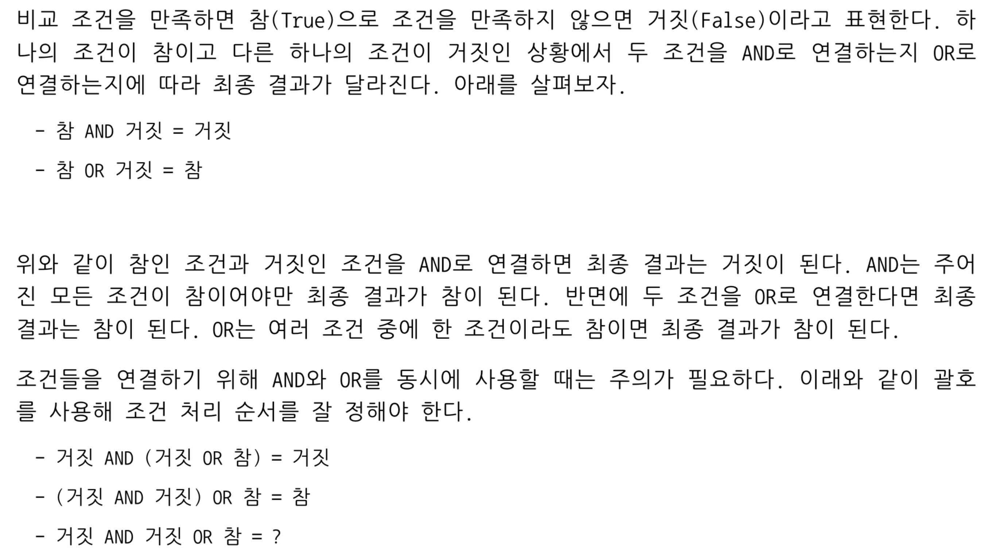 비교 조건을 만족하면 참(True)으로 조건을 만족하지 않으면 거짓(False)이라고 표현한다. 하
나의 조건이 참이고 다른 하나의 조건이 거짓인 상황에서 두 조건을 AND로 연결하는지 OR로
연결하는지에 따라 최종 결과가 달라진다. 아래를 살펴보자.
- 참 AND 거짓 = 거짓
- 참 OR 거짓 = 참
위와 같이 참인 조건과 거짓인 조건을 AND로 연결하면 최종 결과는 거짓이 된다. AND는 주어
진 모든 조건이 참이어야만 최종 결과가 참이 된다. 반면에 두 조건을 OR로 연결한다면 최종
결과는 참이 된다. OR는 여러 조건 중에 한 조건이라도 참이면 최종 결과가 참이 된다.
조건들을 연결하기 위해 AND와 OR를 동시에 사용할 때는 주의가 필요하다. 이래와 같이 괄호
를 사용해 조건 처리 순서를 잘 정해야 한다.
- 거짓 AND (거짓 OR 참) = 거짓
- (거짓 AND 거짓) OR 참 = 참
- 거짓 AND 거짓 OR 참 = ?